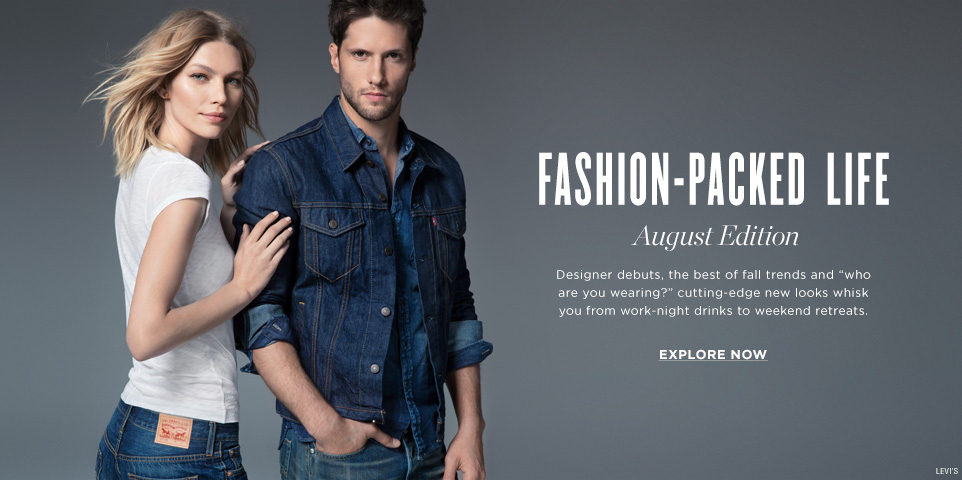 FASHION-PACKED LIFE
August Edition
Designer debuts, the best of fall trends and “who
are you wearing?” cutting-edge new looks whisk
you from work-night drinks to weekend retreats.
EXPLORE NOW
LEVI'S